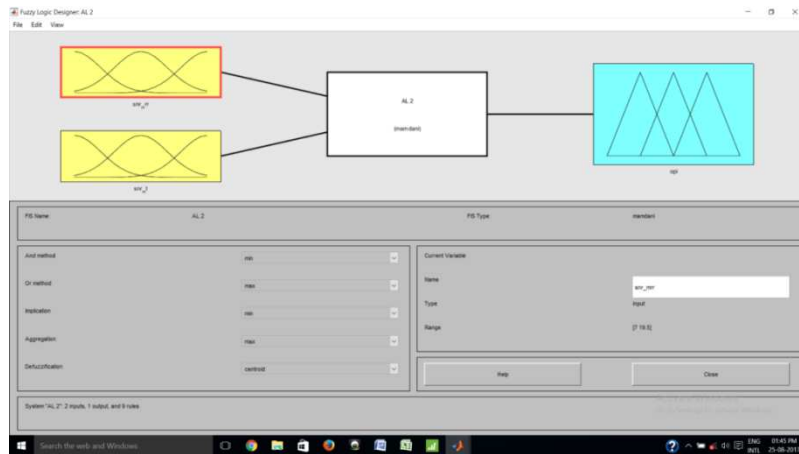 Fuzzy Logic Designer: AL 2
File Edit View
AL 2
(mamdani)
opi
FIS Name: AL 2 FIS Type: mamdani
And method min
Or method max
Implication min
Aggregation max
Defuzzification centroid
Current Variable
Name snr_mrr
Type input
Range
Help Close
System "AL 2": 2 inputs, 1 output, and 9 rules
Search the web and Windows
ENG 01:45 PM
INTL